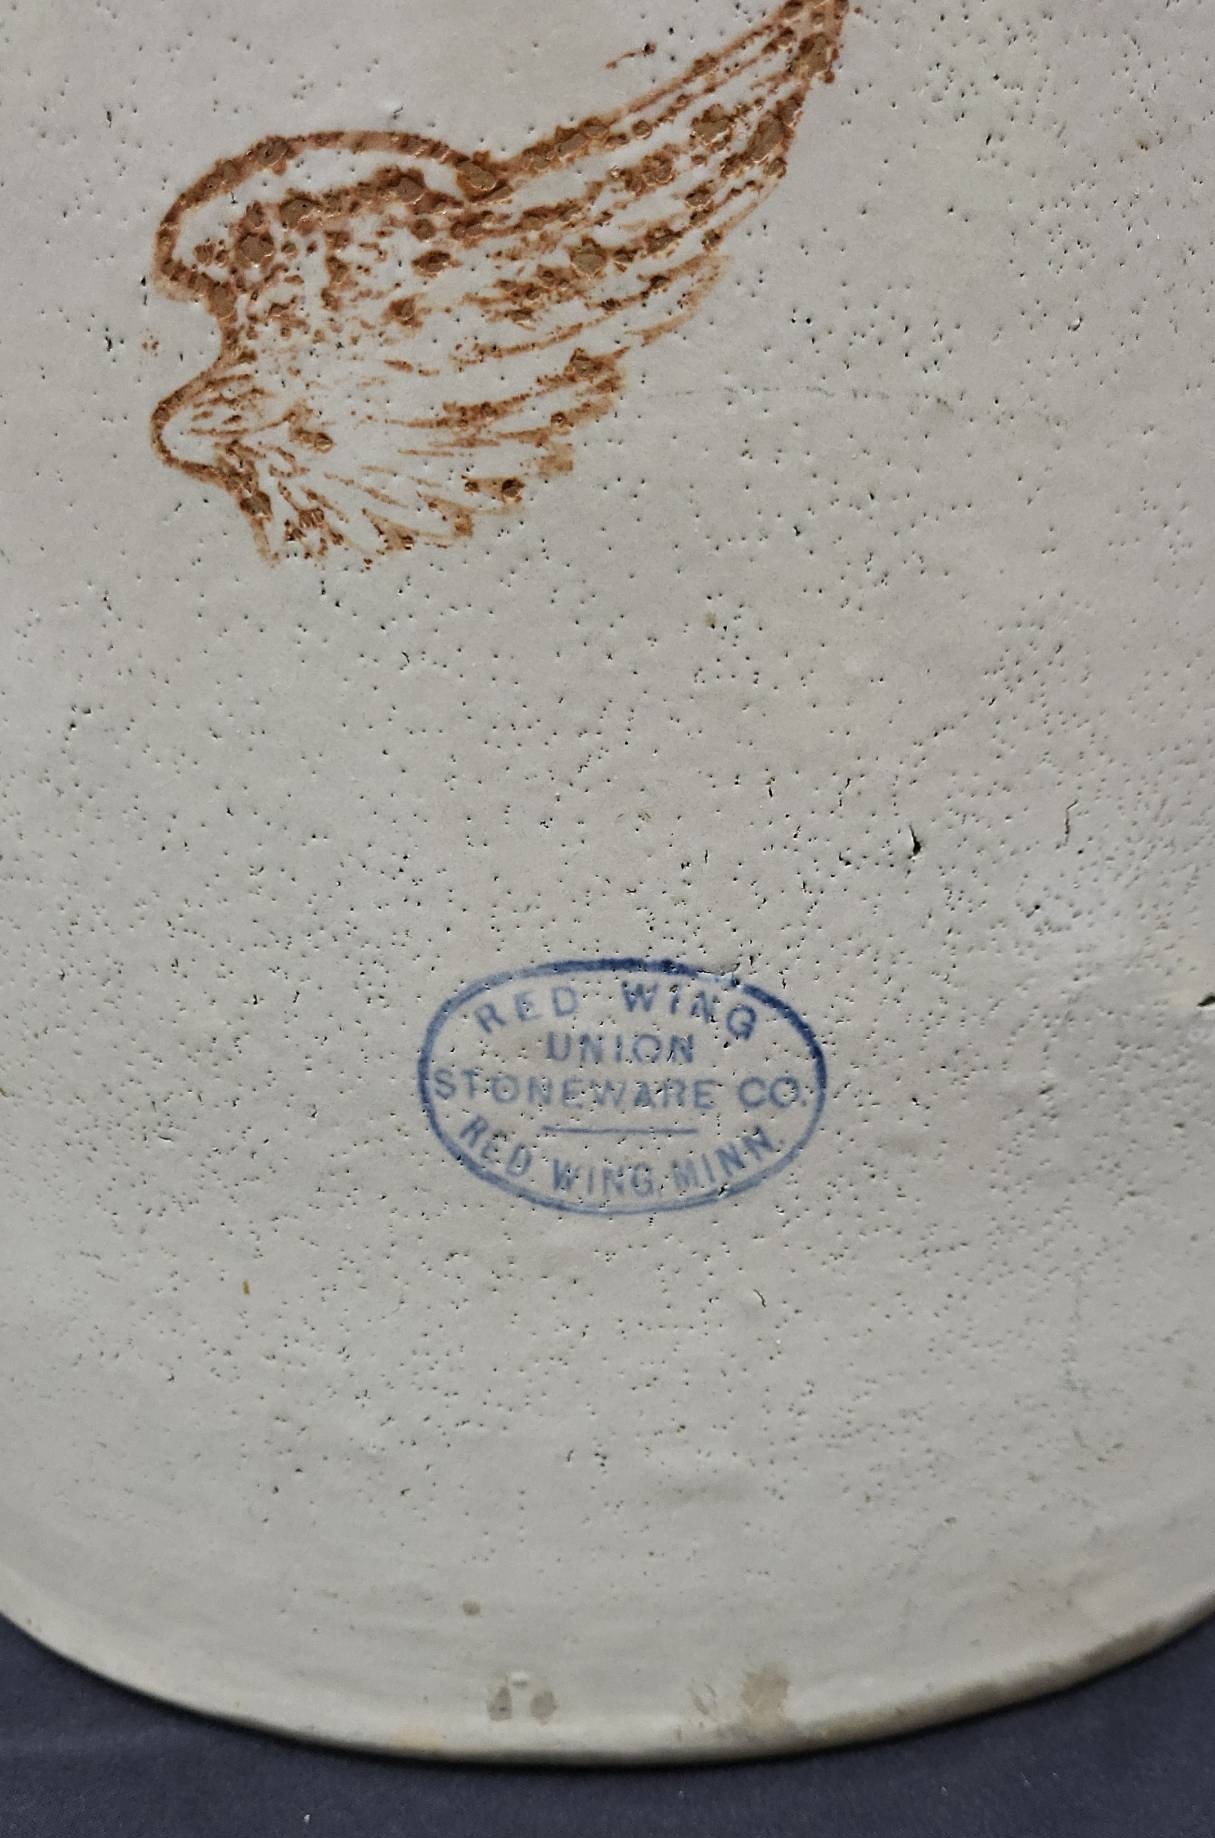 RED WING
UNION
STONEWARE CO.
RED WING, MINN.